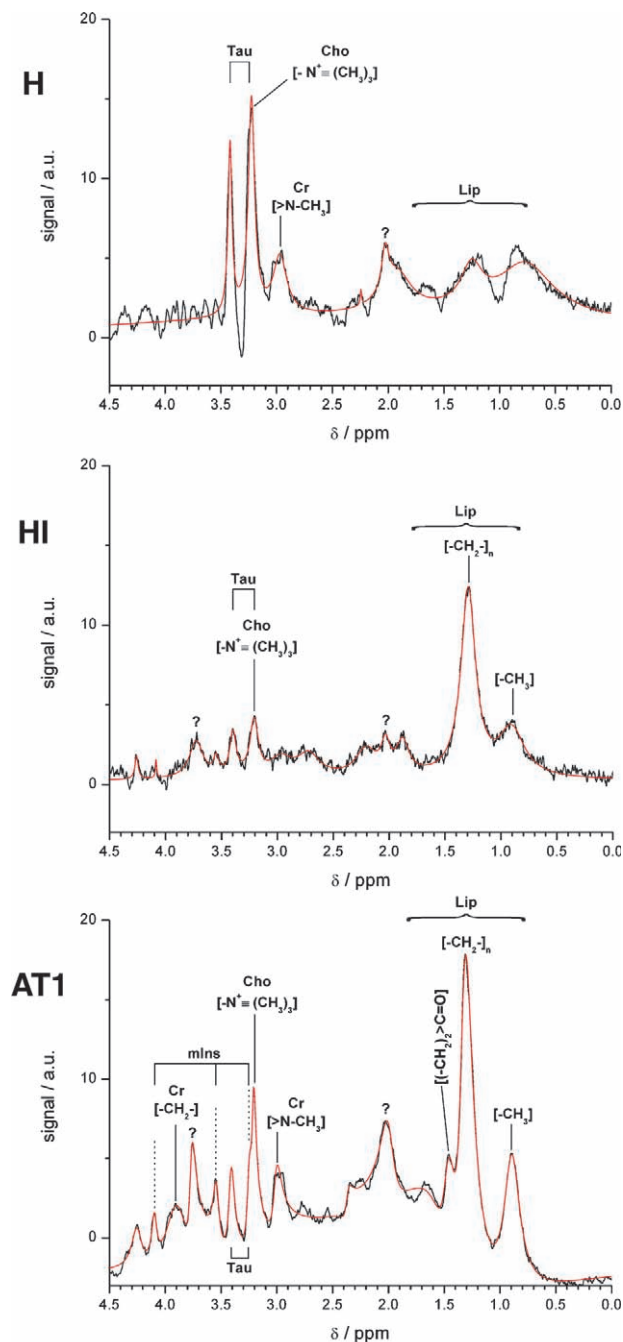 H
20
Tau
Cho
[- N⁺≡(CH₃)₃]
Cr
[>N-CH₃]
?
Lip
10
0
signal / a.u.
4.5 4.0 3.5 3.0 2.5 2.0 1.5 1.0 0.5 0.0
δ / ppm
HI
20
Lip
[-CH₂-]ₙ
Tau
Cho
[-N⁺≡(CH₃)₃]
[-CH₃]
?
?
10
0
signal / a.u.
4.5 4.0 3.5 3.0 2.5 2.0 1.5 1.0 0.5 0.0
δ / ppm
AT1
20
Lip
[-CH₂-]ₙ
Cho
[-N⁺≡(CH₃)₃]
[(-CH₂)₂>C=O]
mIns
Cr
[-CH₂-]
?
Cr
[>N-CH₃]
?
[-CH₃]
Tau
10
0
signal / a.u.
4.5 4.0 3.5 3.0 2.5 2.0 1.5 1.0 0.5 0.0
δ / ppm